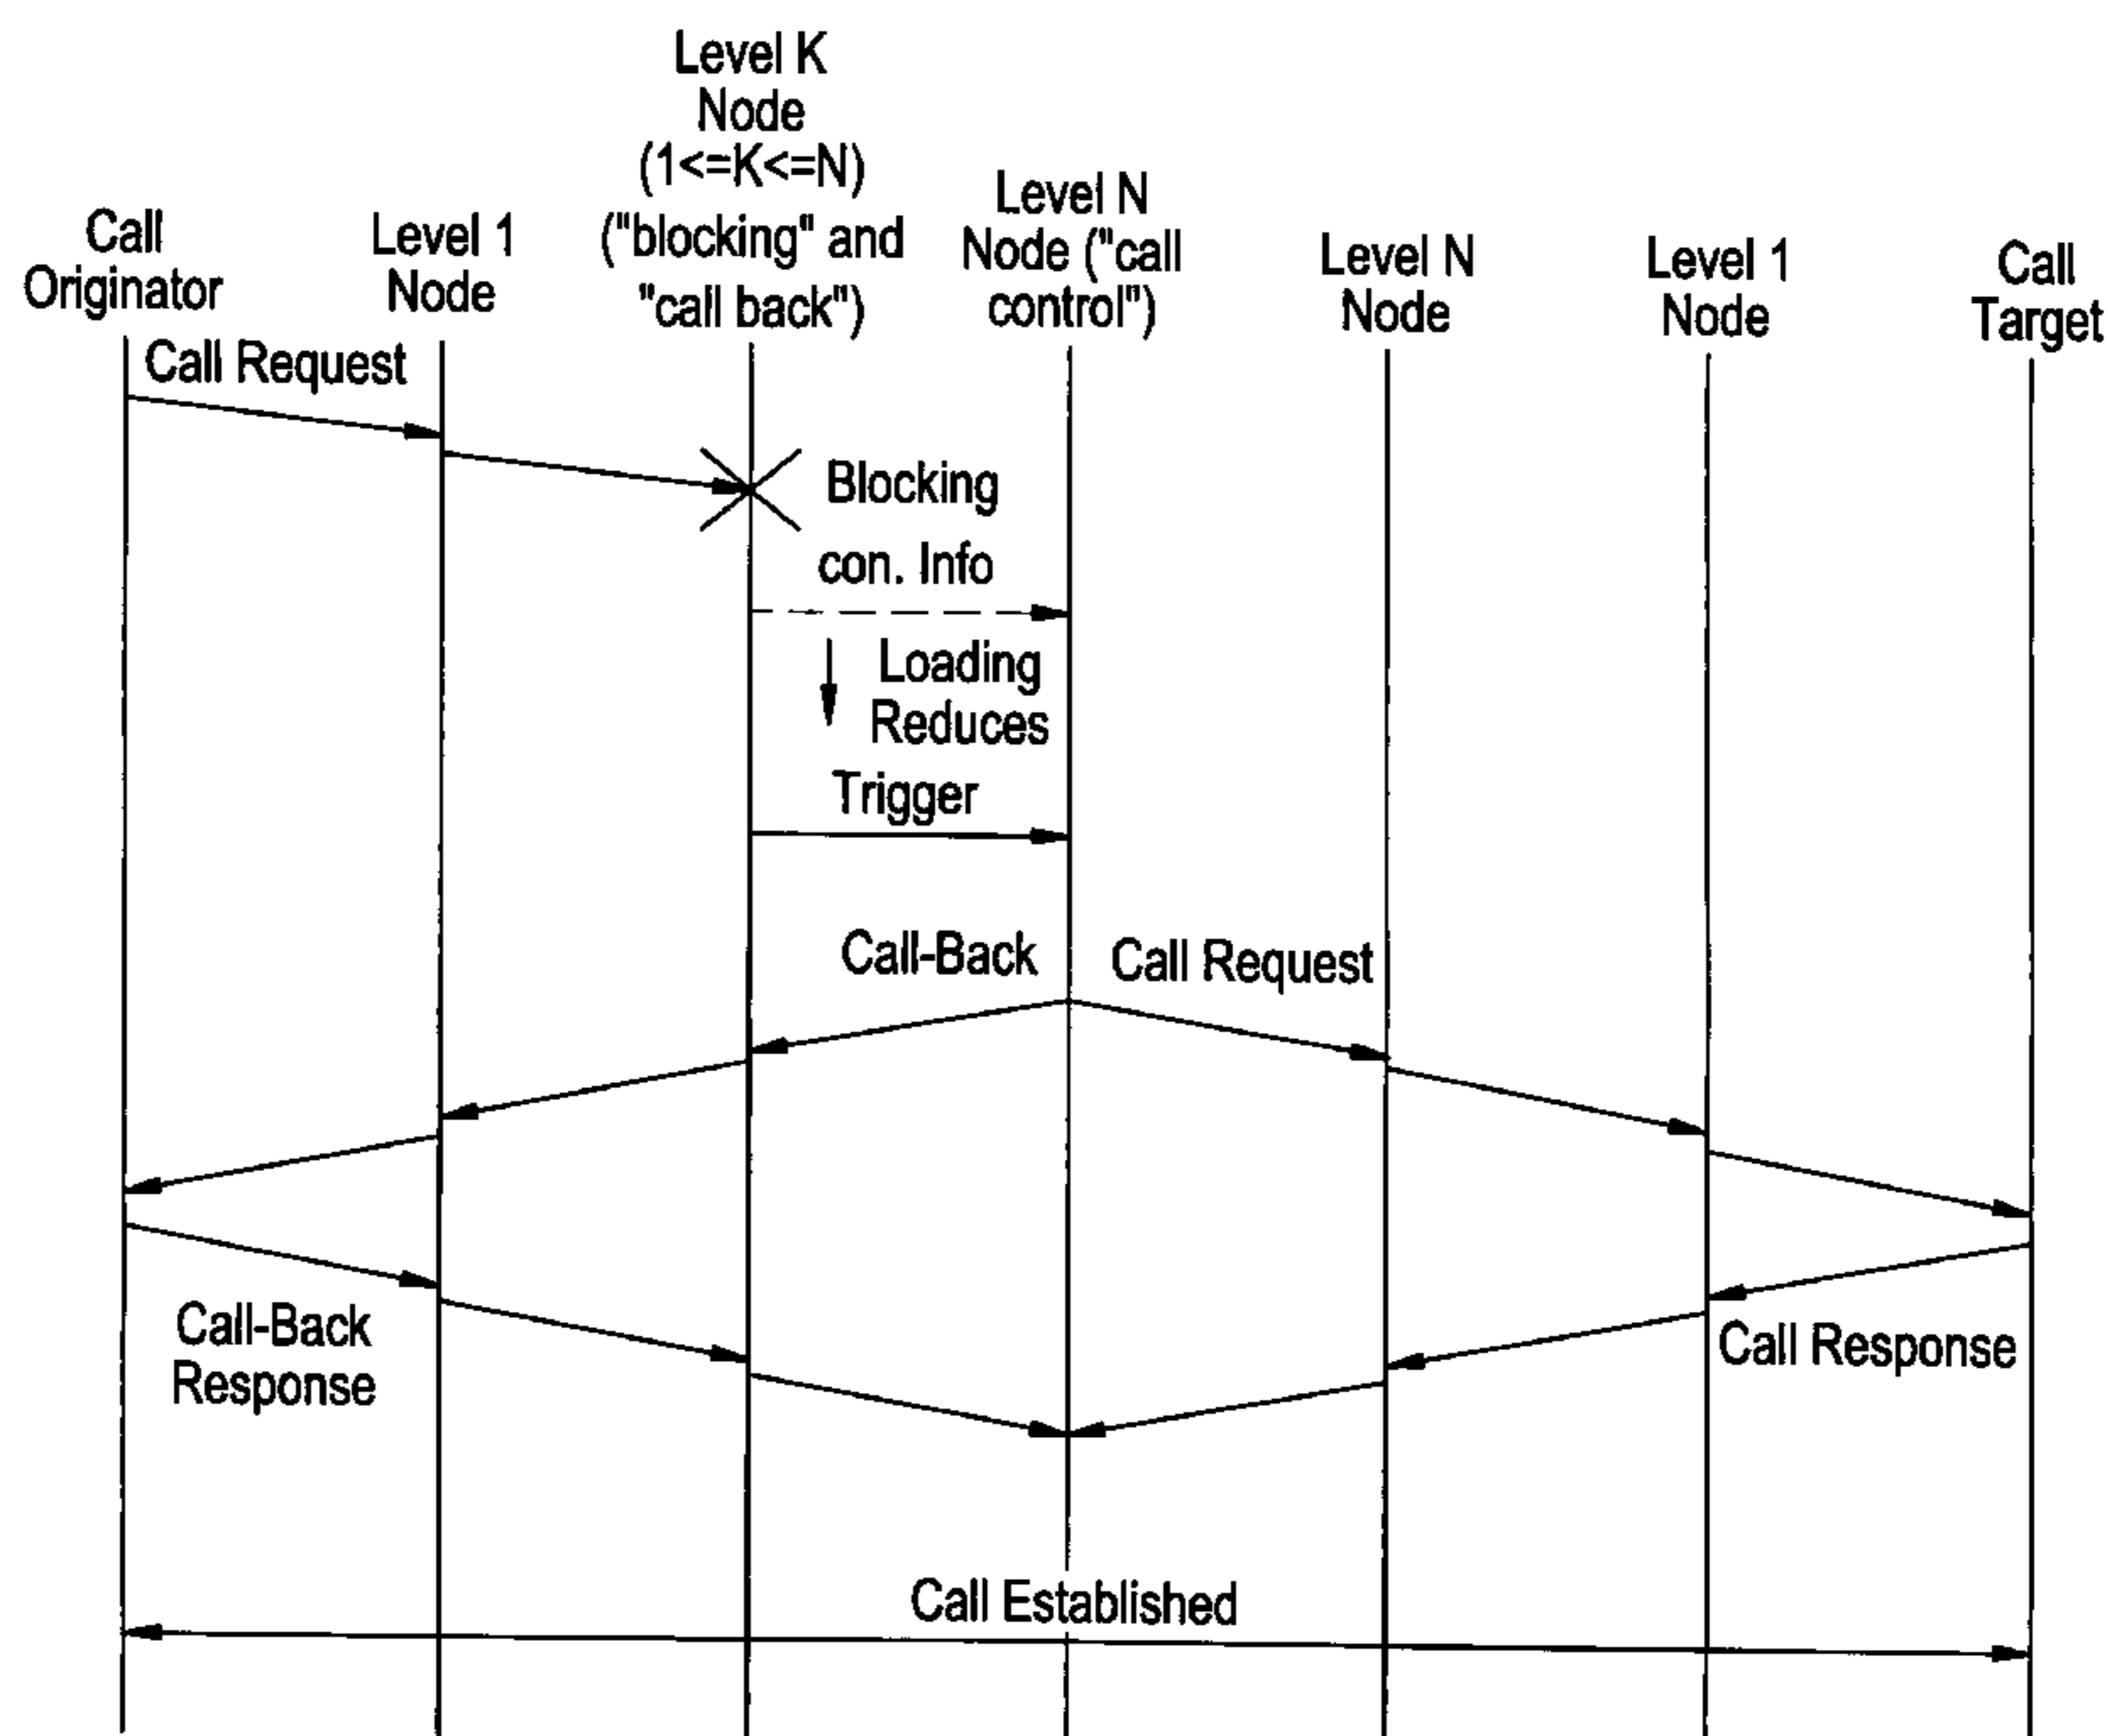 Call
Originator
Level 1
Node
Level K
Node
(1<=K<=N)
("blocking" and
"call back")
Level N
Node ("call
control")
Level N
Node
Level 1
Node
Call
Target
Call Request
Blocking
con. Info
Loading
Reduces
Trigger
Call-Back
Call Request
Call-Back
Response
Call Response
Call Established